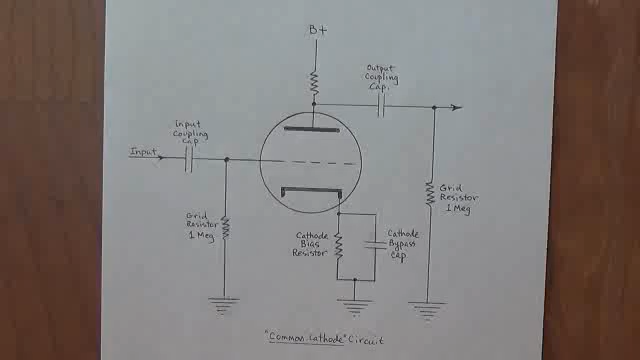 B+
Output
Coupling
Cap.
Input
Coupling
Cap
Input
Grid
Resistor
1 Meg
Grid
Resistor
1 Meg
Cathode
Bias
Resistor
Cathode
Bypass
Cap
"Common Cathode" Circuit